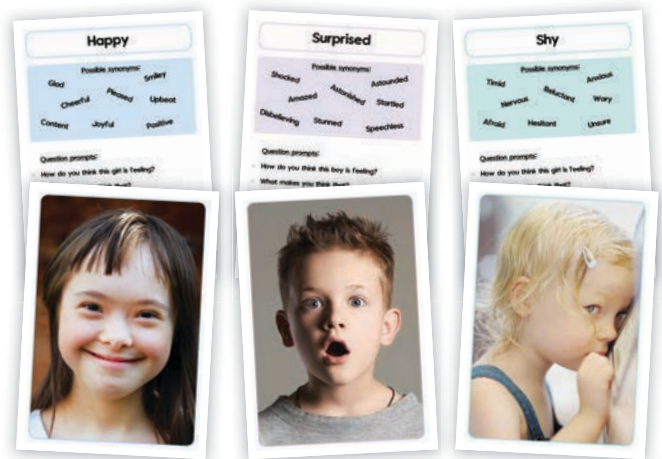 Happy
Possible synonyms:
Glad
Smiley
Cheerful
Pleased
Upbeat
Content
Joyful
Positive
Question prompts:
How do you think this girl is feeling?
Surprised
Possible synonyms:
Shocked
Astounded
Amazed
Astonished
Startled
Disbelieving
Stunned
Speechless
Question prompts:
How do you think this boy is feeling?
What makes you think that?
Shy
Possible synonyms:
Timid
Anxious
Nervous
Reluctant
Wary
Afraid
Hesitant
Unsure
Question prompts:
How do you think this girl is feeling?